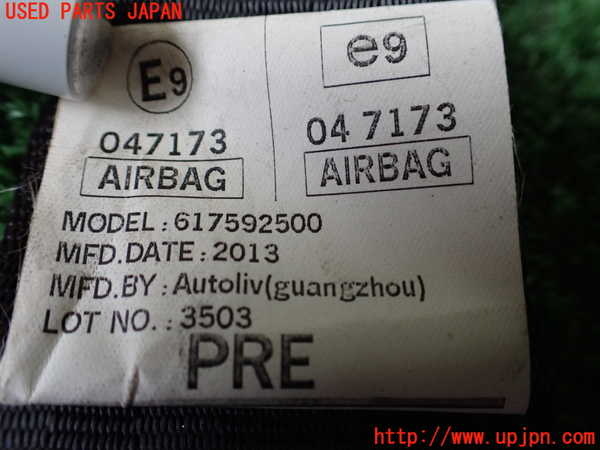 USED PARTS JAPAN
E9
e9
047173
04 7173
AIRBAG
AIRBAG
MODEL : 617592500
MFD.DATE : 2013
MFD.BY : Autoliv(guangzhou)
LOT NO. : 3503
PRE
http://www.upjpn.com/